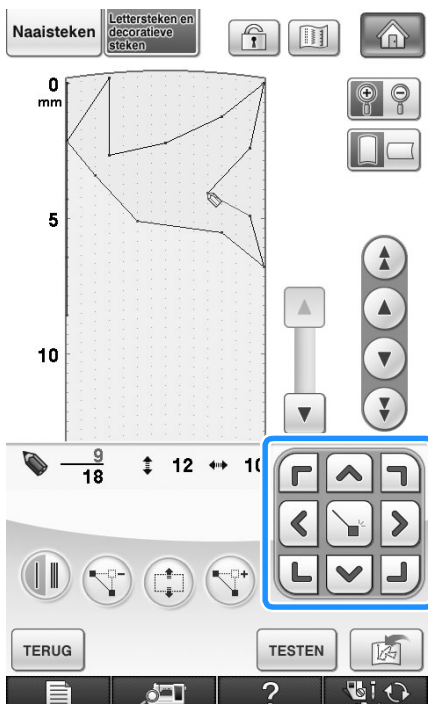 Naaisteken
Lettersteken en
decoratieve
steken
0
mm
5
10
9
18
12
10
TERUG
TESTEN
?
i